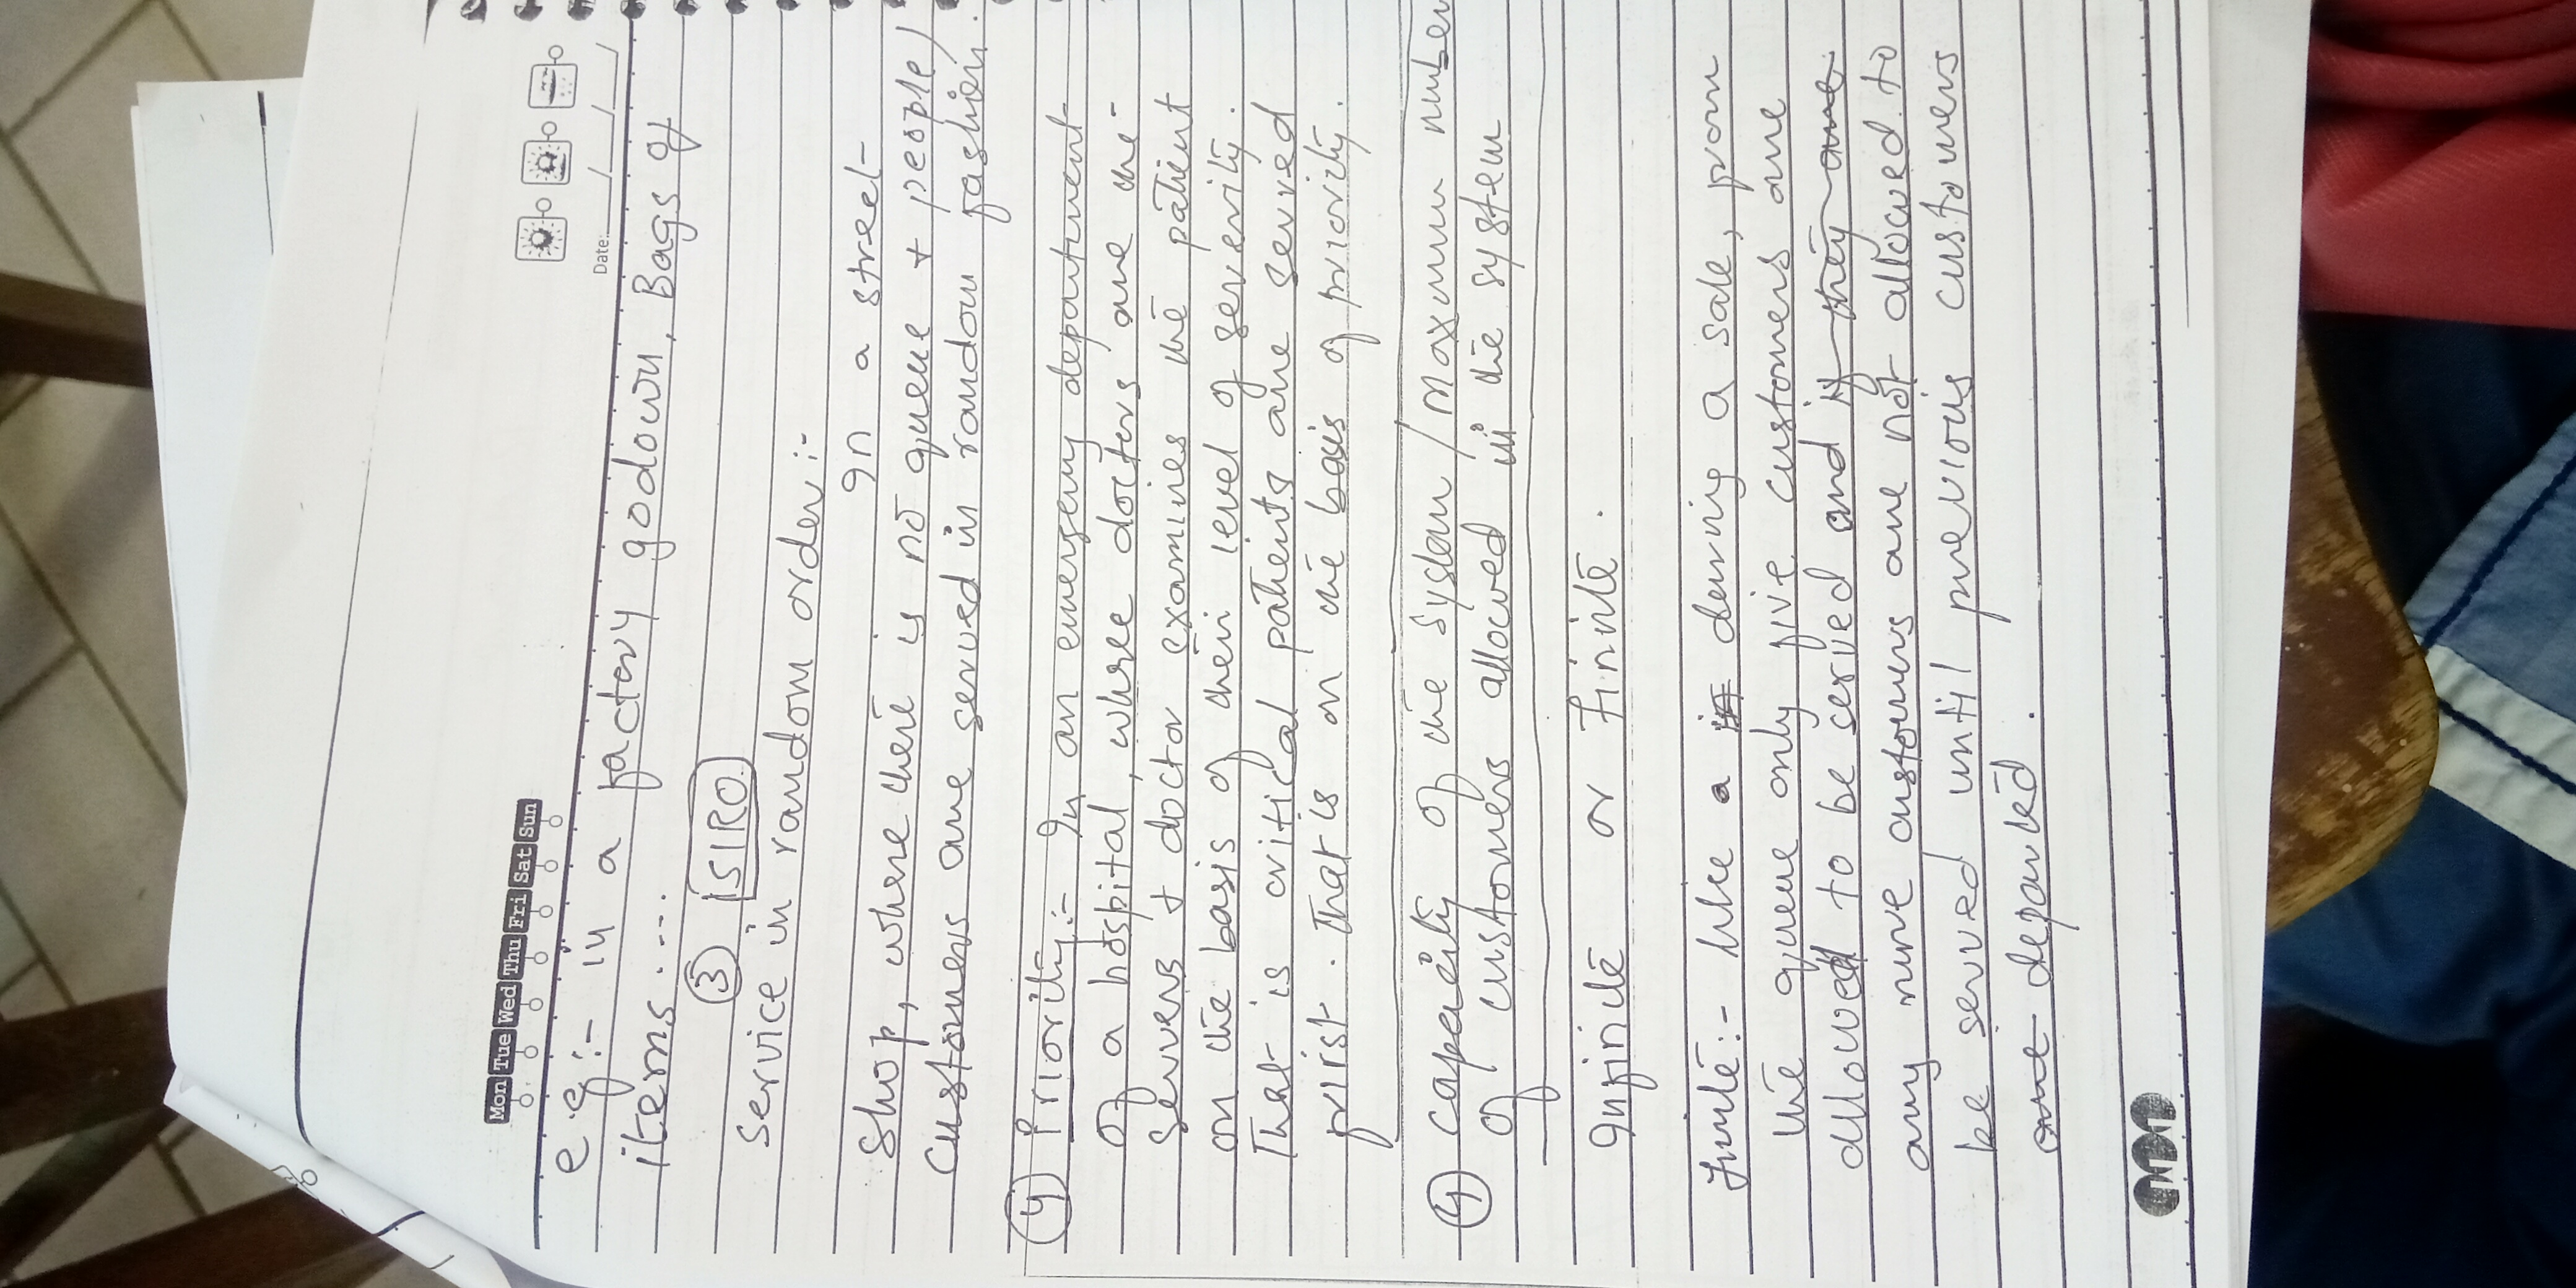 Mon Tue Wed Thu Fri Sat Sun
Date: / /
e.g:- in a factory godown, Bags of
items ....
③ SIRO
Service in random order :-
In a street
shop, where there is no queue + people/
customers are served in random fashion.
④ Priority:- In an emergency department
of a hospital, where doctors are the
servers + doctor examines the patient
on the basis of their level of severity.
That is critical patients are served
first. That is on the basis of priority.
④ Capacity of the System / Maximum number
of customers allowed in the system
Infinite or Finite.
Finite:- like a in during a sale, from
the queue only five customers are
allowed to be served and if they are
any more customers are not allowed to
be served until previous customers
are departed.